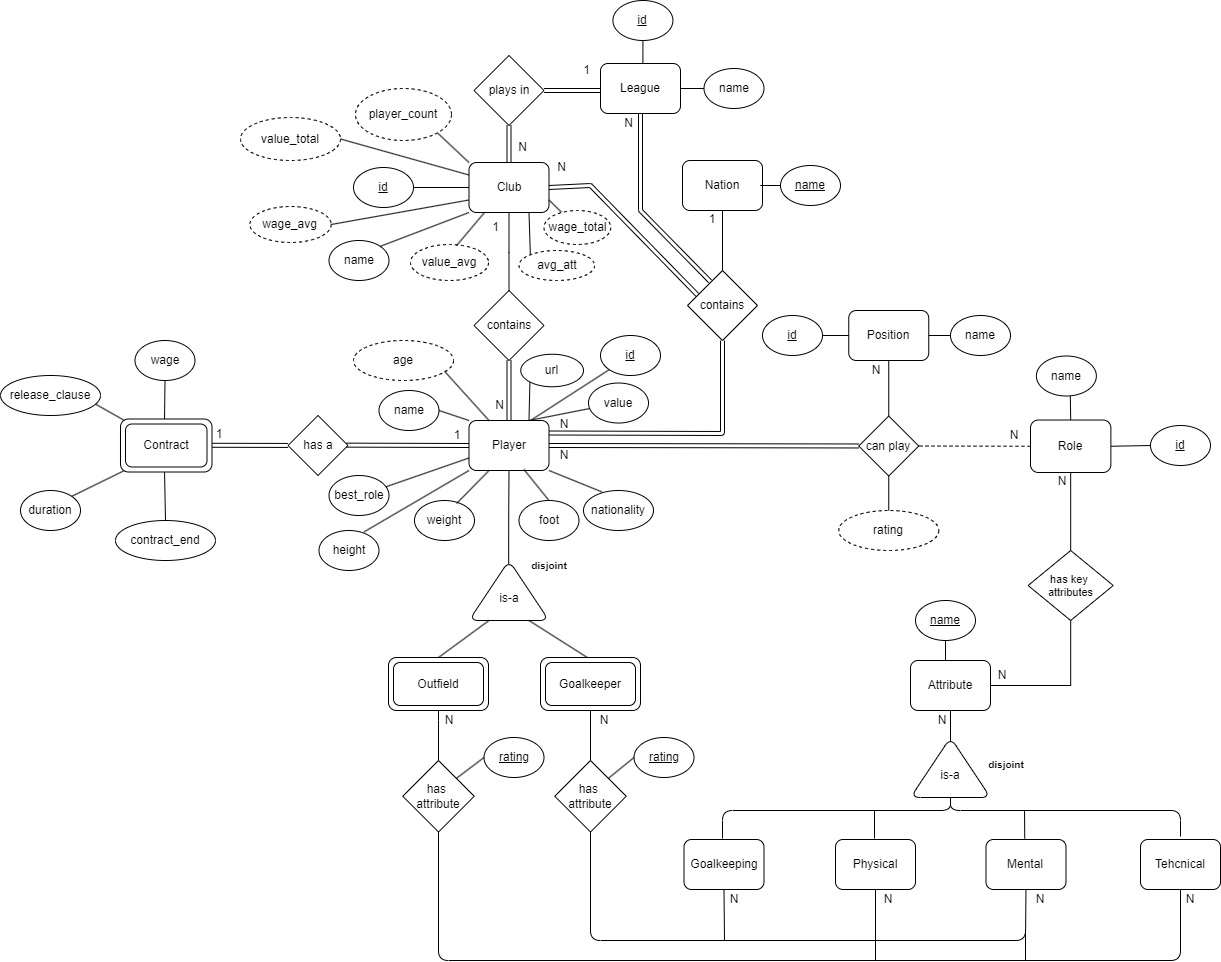 id
plays in
1
League
name
N
player_count
value_total
N
N
id
Club
Nation
name
wage_avg
1
wage_total
1
name
value_avg
avg_att
contains
contains
id
Position
name
age
url
id
wage
N
name
release_clause
name
value
N
N
1
Contract
has a
1
Player
N
N
can play
N
Role
id
N
best_role
duration
weight
foot
nationality
rating
contract_end
height
disjoint
is-a
has key
attributes
name
Outfield
Goalkeeper
Attribute
N
N
N
N
rating
rating
is-a
disjoint
has
attribute
has
attribute
Goalkeeping
Physical
Mental
Tehcnical
N
N
N
N